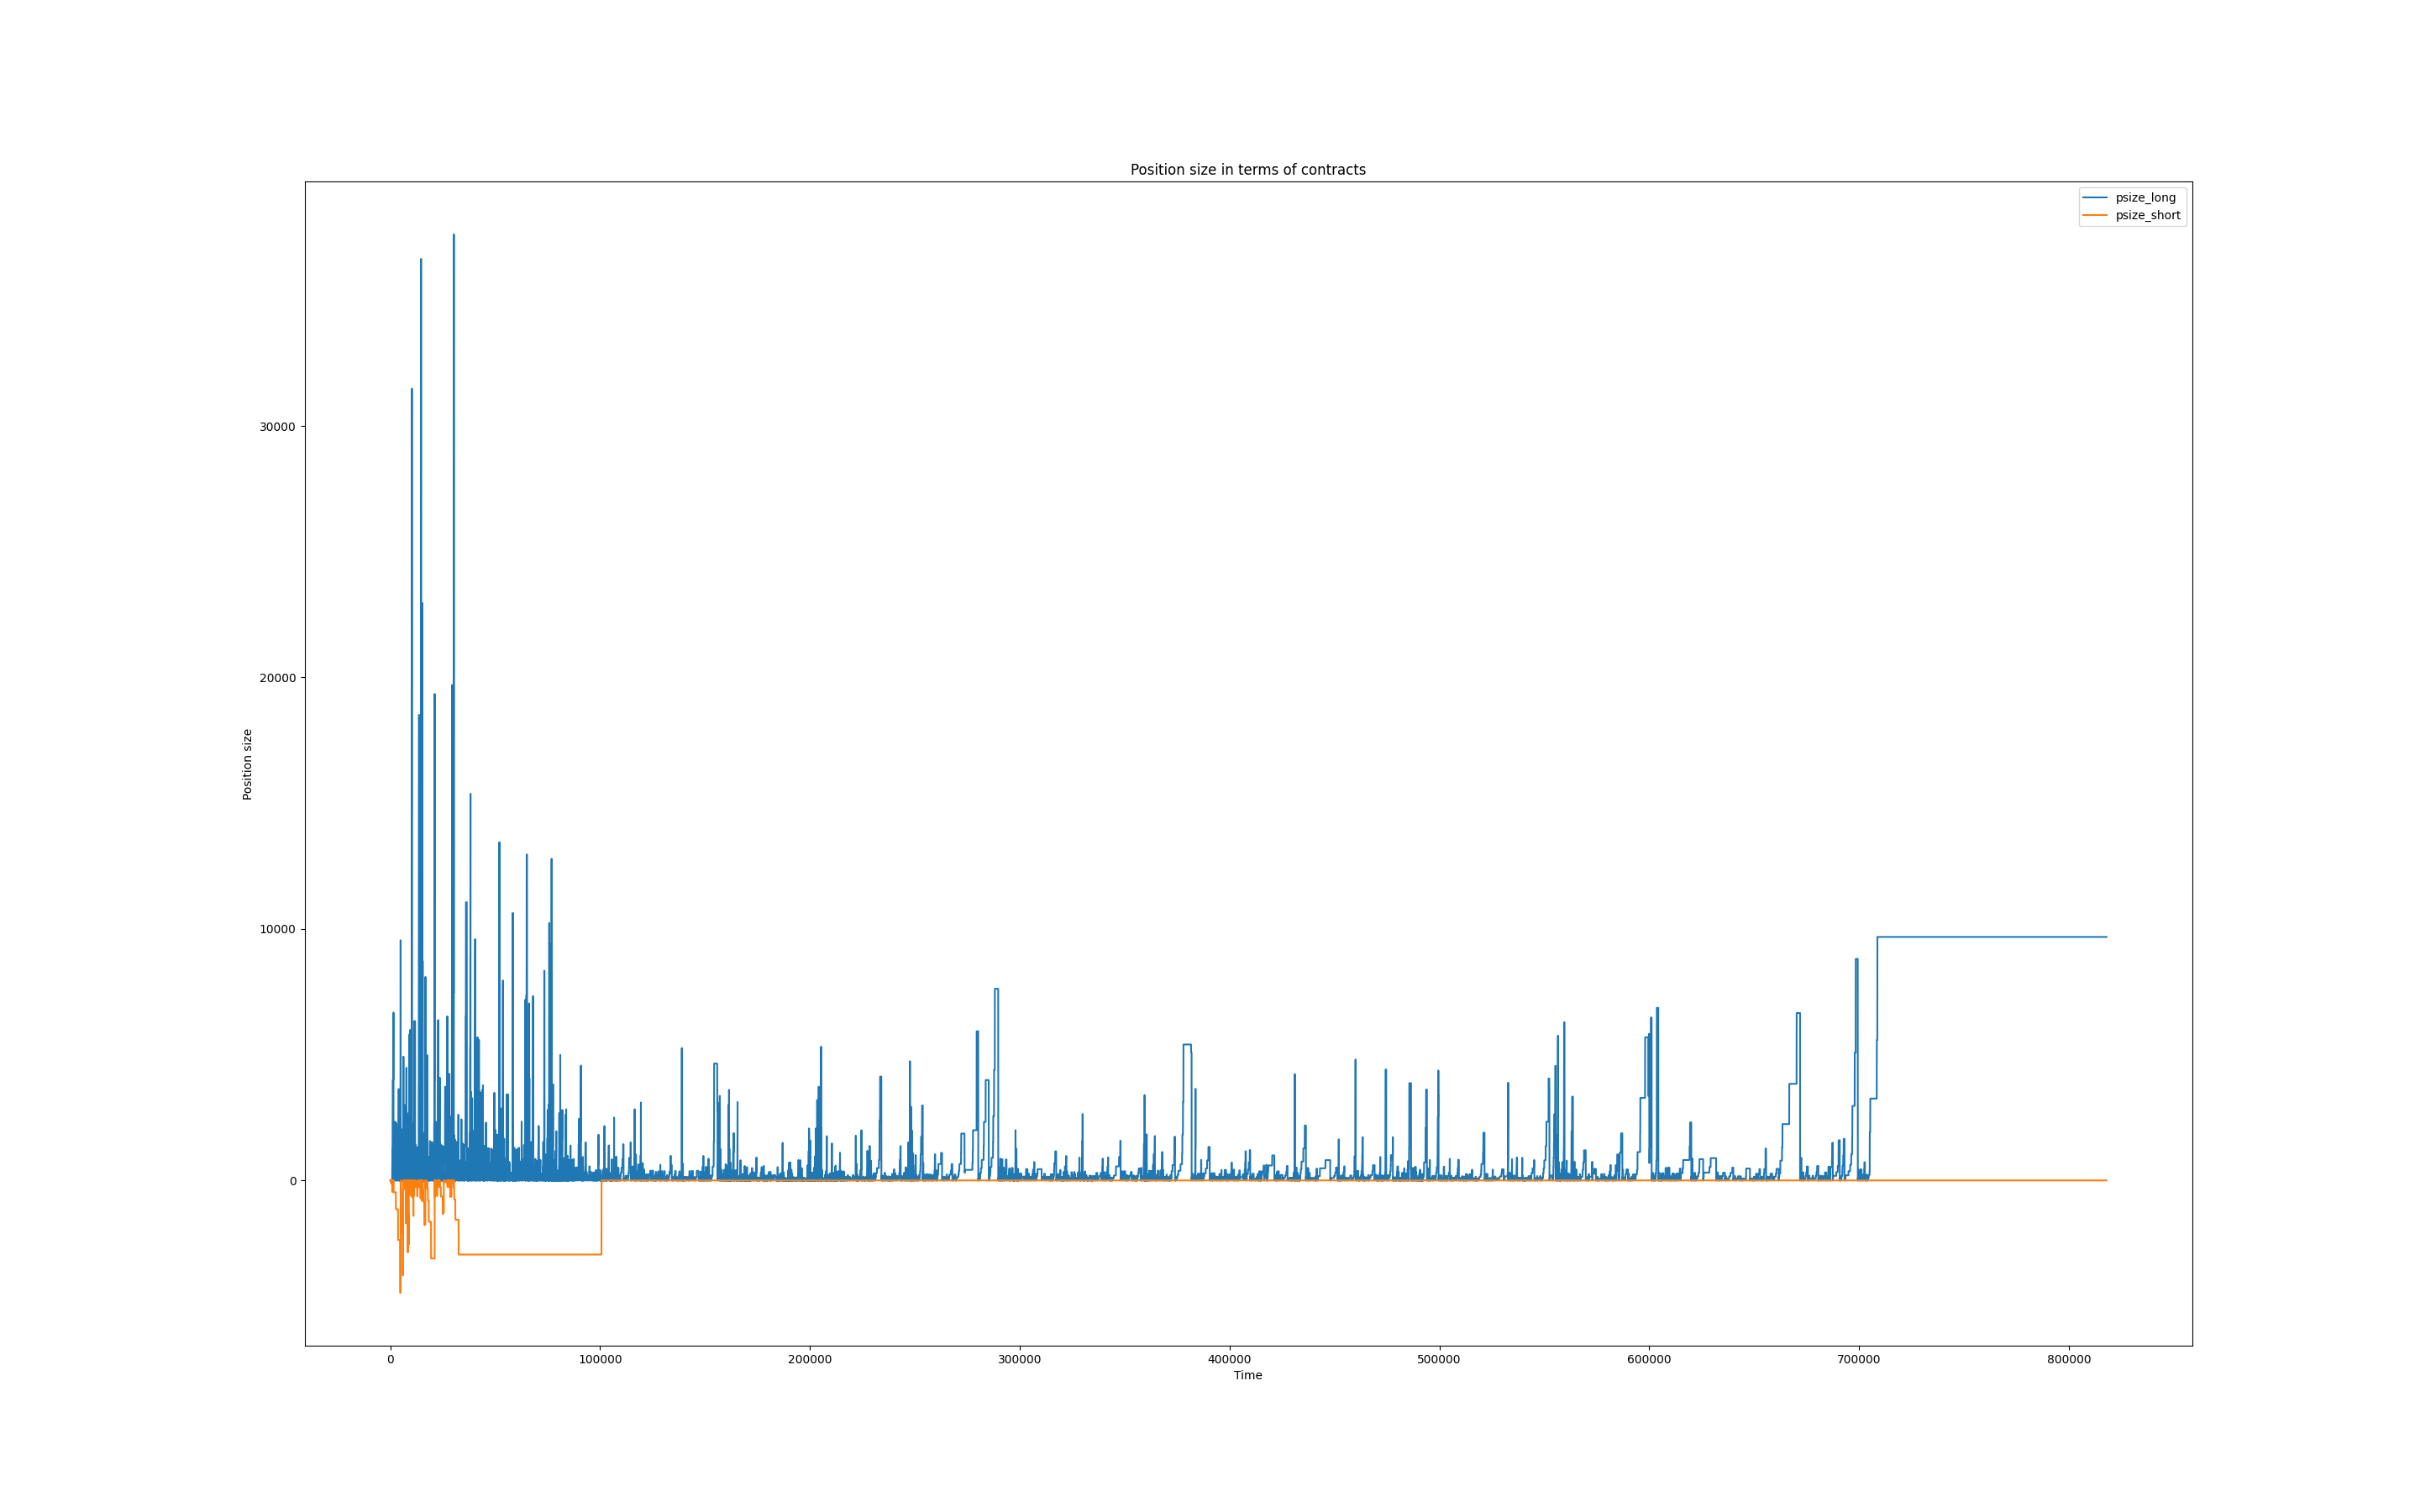 Position size in terms of contracts
psize_long
psize_short
Position size
30000
20000
10000
0
0
100000
200000
300000
400000
500000
600000
700000
800000
Time